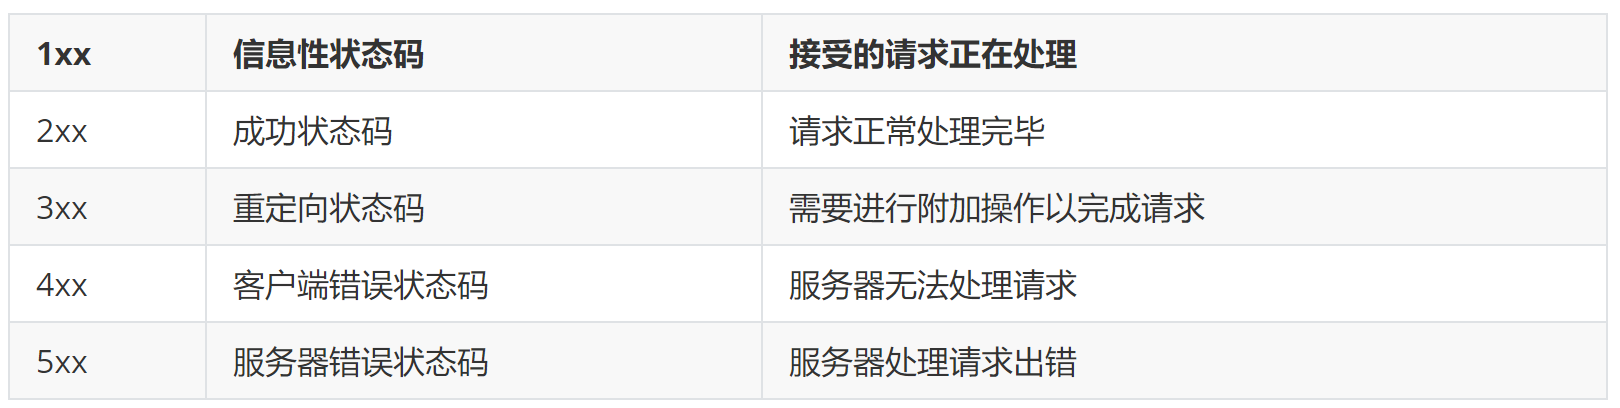 1xx 信息性状态码 接受的请求正在处理
2xx 成功状态码 请求正常处理完毕
3xx 重定向状态码 需要进行附加操作以完成请求
4xx 客户端错误状态码 服务器无法处理请求
5xx 服务器错误状态码 服务器处理请求出错